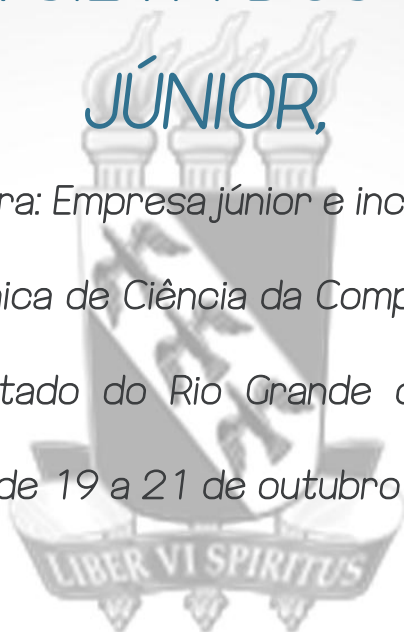 JÚNIOR,
ra: Empresa júnior e inc
ica de Ciência da Comp
tado do Rio Grande
de 19 a 21 de outubro
LIBER VI SPIRITUS